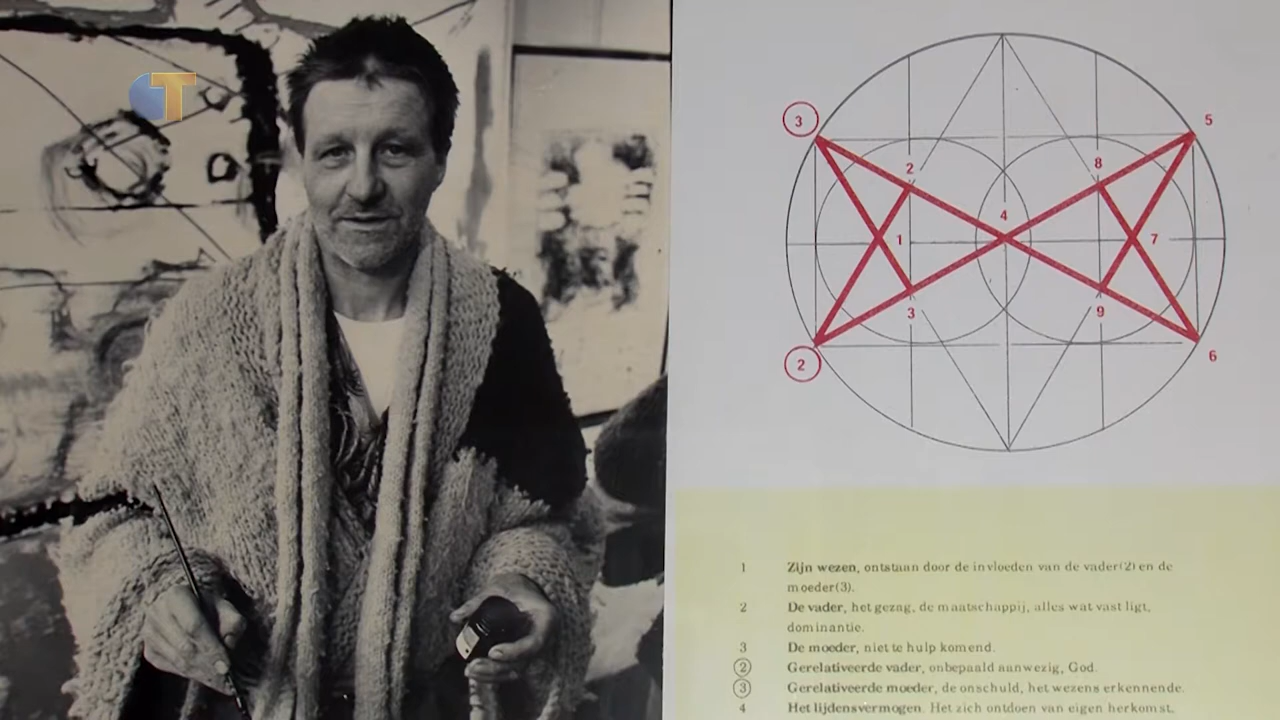 T
3
5
2
8
4
1
7
3
9
2
6
1 Zijn wezen, ontstaan door de invloeden van de vader(2) en de
moeder(3).
2 De vader, het gezag, de maatschappij, alles wat vast ligt,
dominantie.
3 De moeder, niet te hulp komend.
2 Gerelativeerde vader, onbepaald aanwezig, God.
3 Gerelativeerde moeder, de onschuld, het wezens erkennende.
4 Het lijdensvermogen. Het zich ontdoen van eigen herkomst.